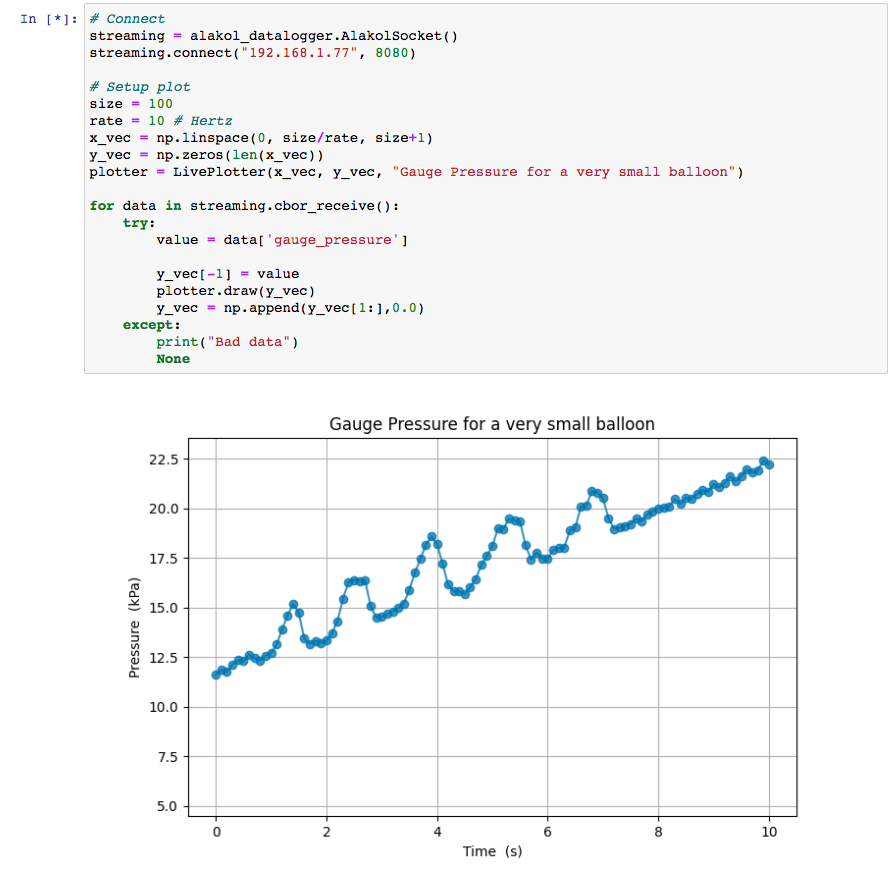 In [*]:
# Connect
streaming = alakol_datalogger.AlakolSocket()
streaming.connect("192.168.1.77", 8080)
# Setup plot
size = 100
rate = 10 # Hertz
x_vec = np.linspace(0, size/rate, size+1)
y_vec = np.zeros(len(x_vec))
plotter = LivePlotter(x_vec, y_vec, "Gauge Pressure for a very small balloon")
for data in streaming.cbor_receive():
    try:
        value = data['gauge_pressure']
        y_vec[-1] = value
        plotter.draw(y_vec)
        y_vec = np.append(y_vec[1:],0.0)
    except:
        print("Bad data")
        None
Gauge Pressure for a very small balloon
22.5
20.0
17.5
15.0
12.5
10.0
7.5
5.0
Pressure (kPa)
0 2 4 6 8 10
Time (s)